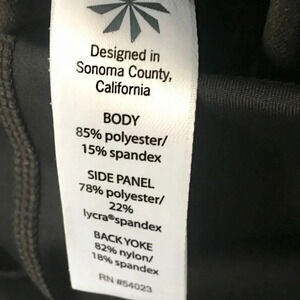 Designed in
Sonoma County,
California
BODY
85% polyester/
15% spandex
SIDE PANEL
78% polyester/
22%
lycra®spandex
BACK YOKE
82% nylon/
18% spandex
RN #54023